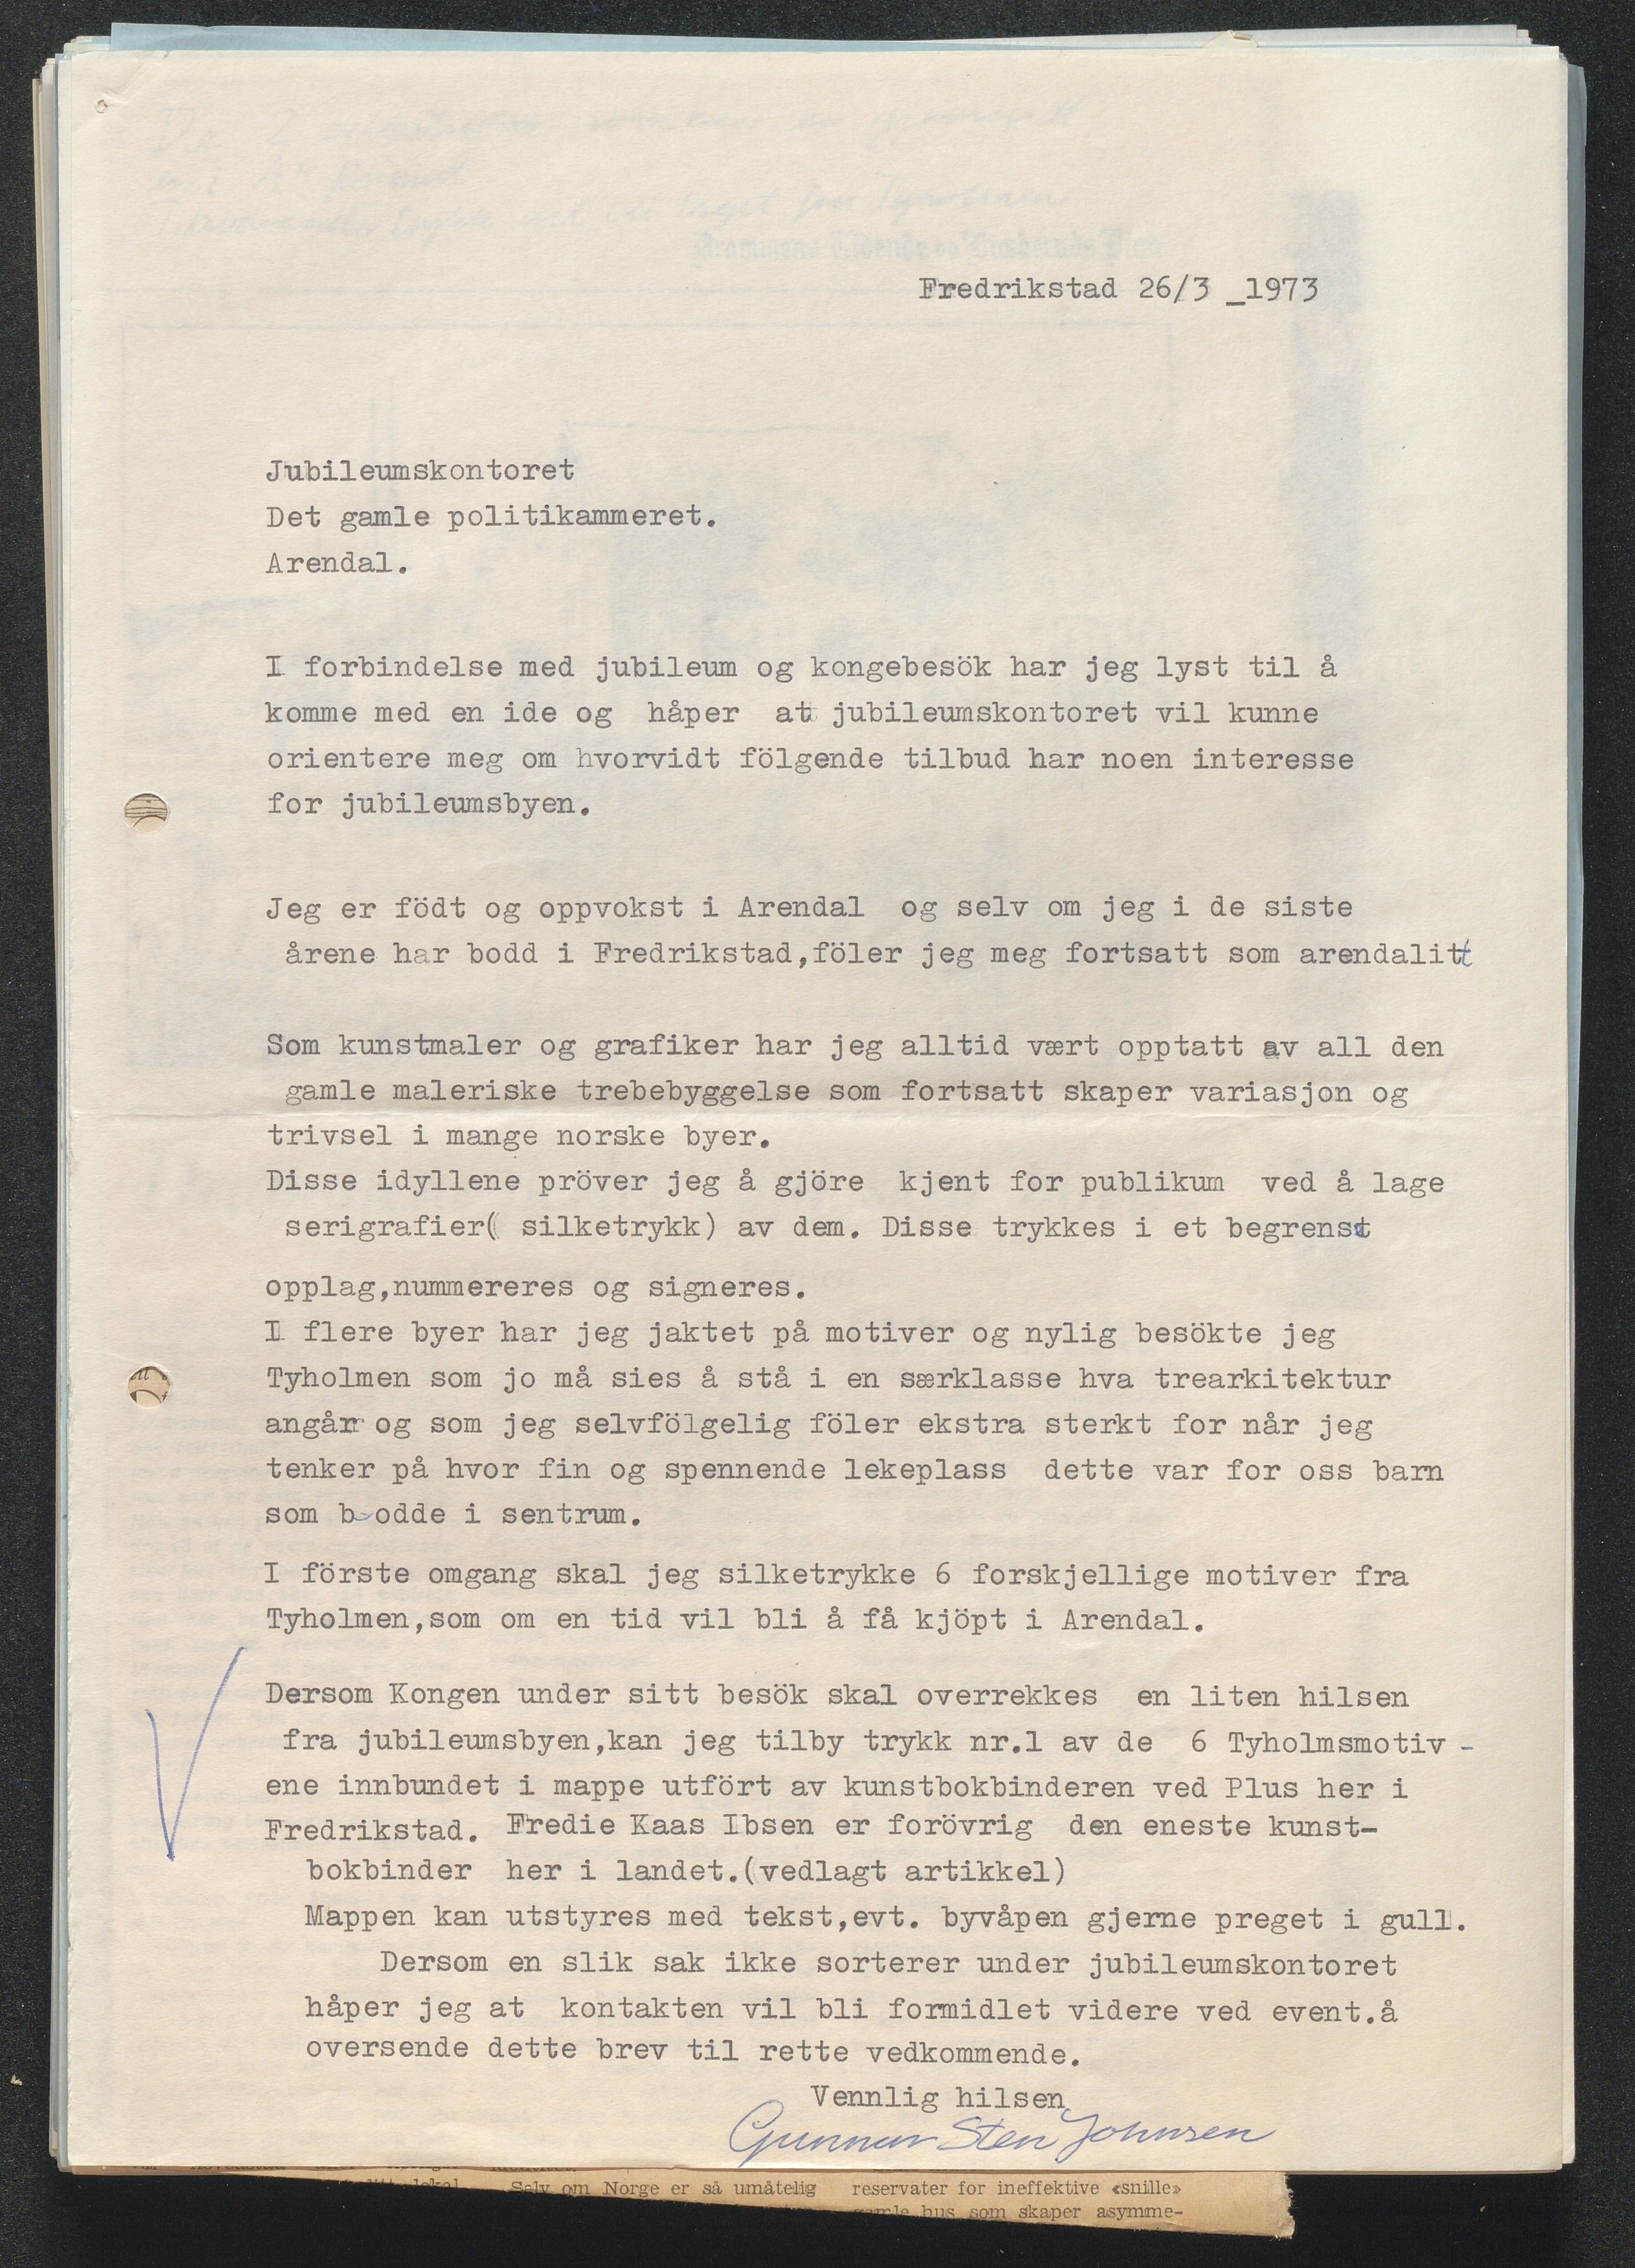 Fredrikstad 26/3 _1973
Jubileumskontoret
Det gamle politikammeret.
Arendal.
I forbindelse med jubileum og kongebesök har jeg lyst til å
komme med en ide og håper at jubileumskontoret vil kunne
orientere meg om hvorvidt fölgende tilbud har noen interesse
for jubileumsbyen.
Jeg er födt og oppvokst i Arendal og selv om jeg i de siste
årene har bodd i Fredrikstad,föler jeg meg fortsatt som arendalitt
Som kunstmaler og grafiker har jeg alltid vært opptatt av all den
gamle maleriske trebebyggelse som fortsatt skaper variasjon og
trivsel i mange norske byer.
Disse idyllene pröver jeg å gjöre kjent for publikum ved å lage
serigrafier( silketrykk) av dem. Disse trykkes i et begrenst
opplag,nummereres og signeres.
I flere byer har jeg jaktet på motiver og nylig besökte jeg
Tyholmen som jo må sies å stå i en særklasse hva trearkitektur
angår og som jeg selvfölgelig föler ekstra sterkt for når jeg
tenker på hvor fin og spennende lekeplass dette var for oss barn
som bodde i sentrum.
I förste omgang skal jeg silketrykke 6 forskjellige motiver fra
Tyholmen,som om en tid vil bli å få kjöpt i Arendal.
Dersom Kongen under sitt besök skal overrekkes en liten hilsen
fra jubileumsbyen,kan jeg tilby trykk nr.1 av de 6 Tyholmsmotiv -
ene innbundet i mappe utfört av kunstbokbinderen ved Plus her i
Fredrikstad. Fredie Kaas Ibsen er forövrig den eneste kunst-
bokbinder her i landet.(vedlagt artikkel)
Mappen kan utstyres med tekst,evt. byvåpen gjerne preget i gull.
Dersom en slik sak ikke sorterer under jubileumskontoret
håper jeg at kontakten vil bli formidlet videre ved event.å
oversende dette brev til rette vedkommende.
Vennlig hilsen
Gunnar Sten Johnsen
Selv om Norge er så umåtelig reservater for ineffektive «snille»
gamle hus som skaper asymme-